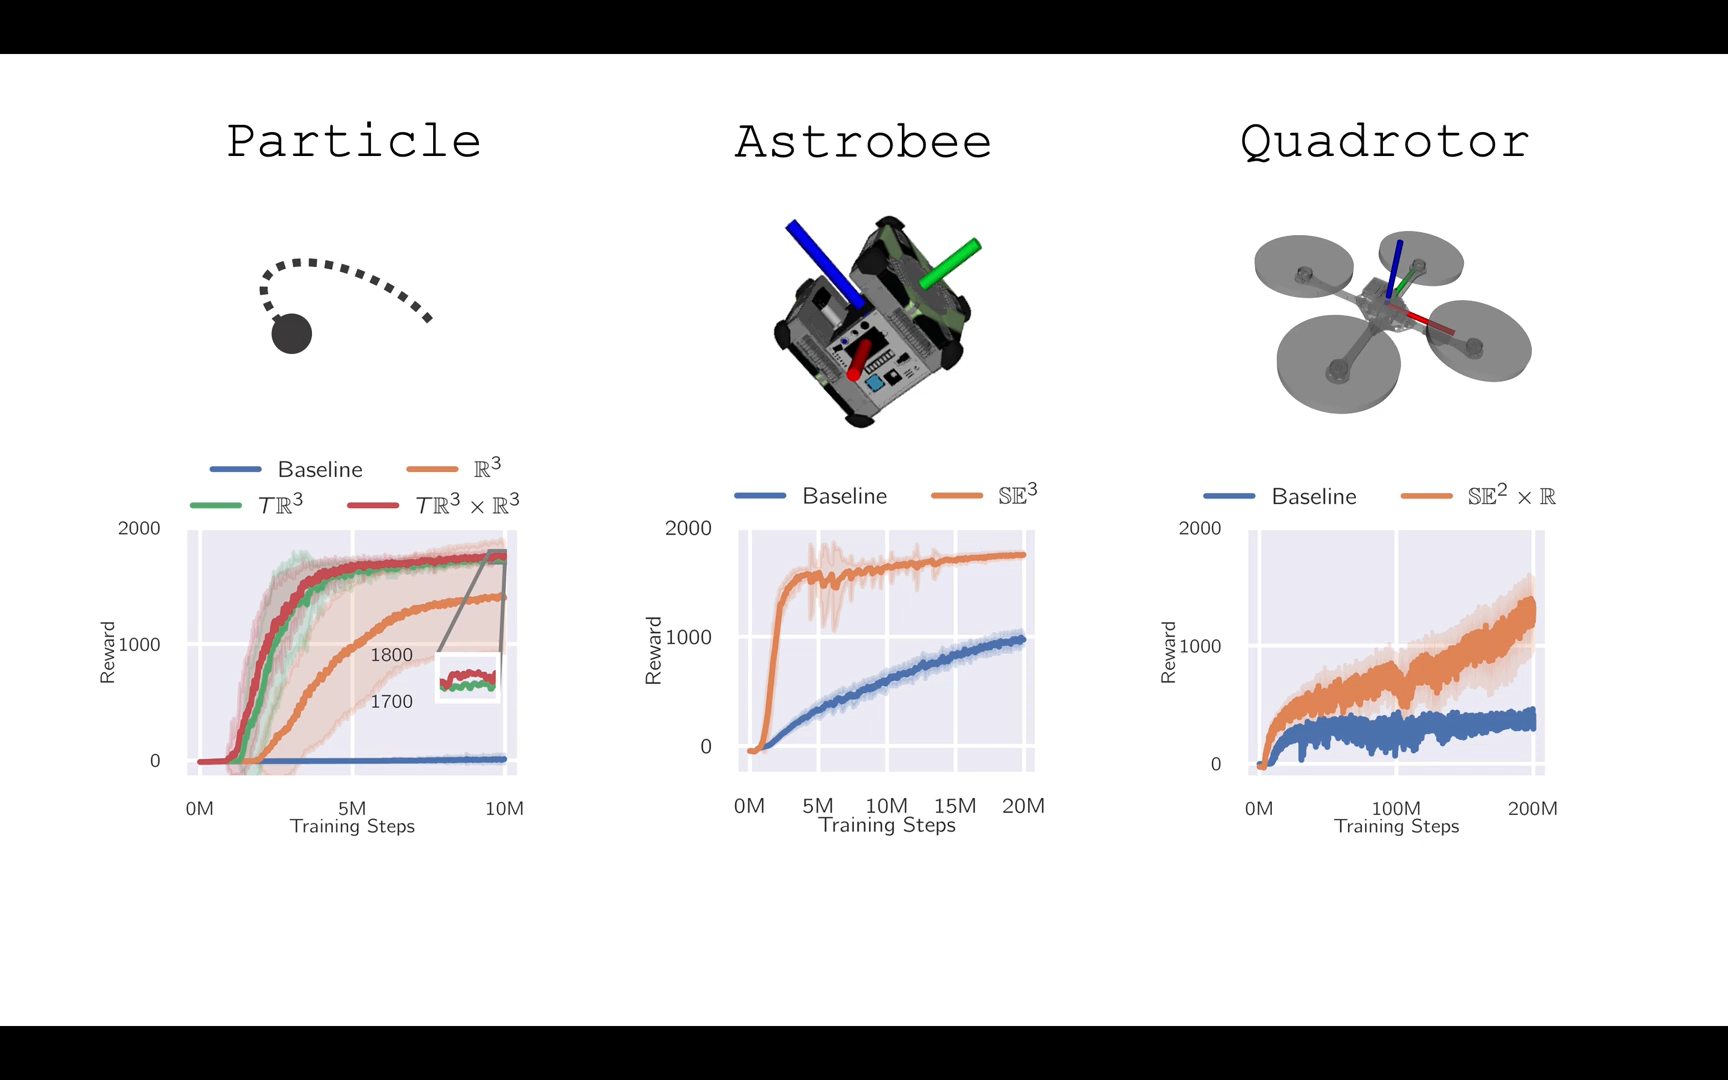 Particle
Astrobee
Quadrotor
Baseline ℝ³
Tℝ³ Tℝ³ × ℝ³
2000
1000
0
1800
1700
Reward
0M 5M 10M
Training Steps
Baseline 𝕊𝔼³
2000
1000
0
Reward
0M 5M 10M 15M 20M
Training Steps
Baseline 𝕊𝔼² × ℝ
2000
1000
0
Reward
0M 100M 200M
Training Steps